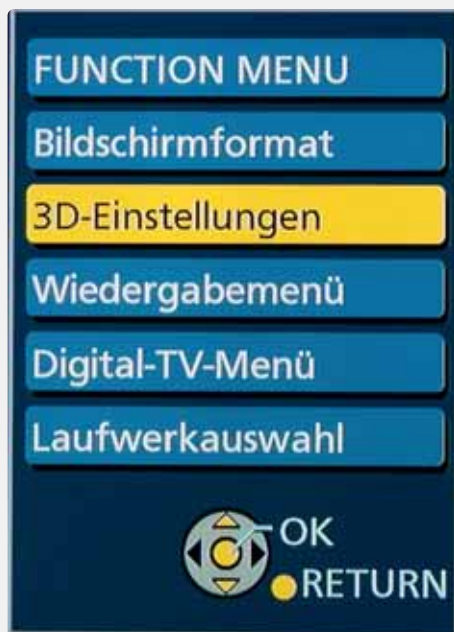 FUNCTION MENU
Bildschirmformat
3D-Einstellungen
Wiedergabemenü
Digital-TV-Menü
Laufwerkauswahl
OK
RETURN